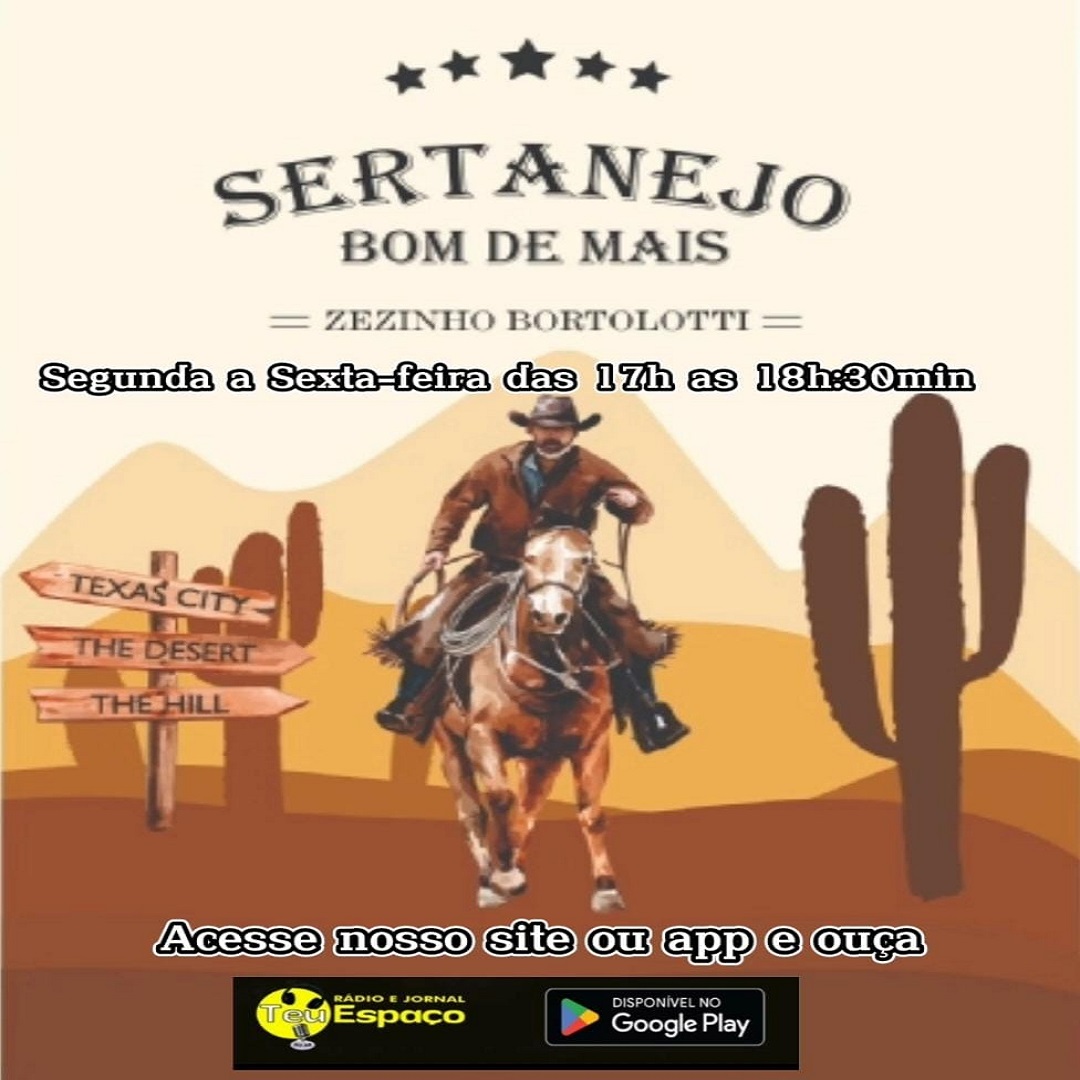 SERTANEJO
BOM DE MAIS
ZEZINHO BORTOLOTTI
Segunda a Sexta-feira das 17h as 18h:30min
TEXAS CITY
THE DESERT
THE HILL
Acesse nosso site ou app e ouça
RÁDIO E JORNAL
Teu Espaço
DISPONÍVEL NO
Google Play